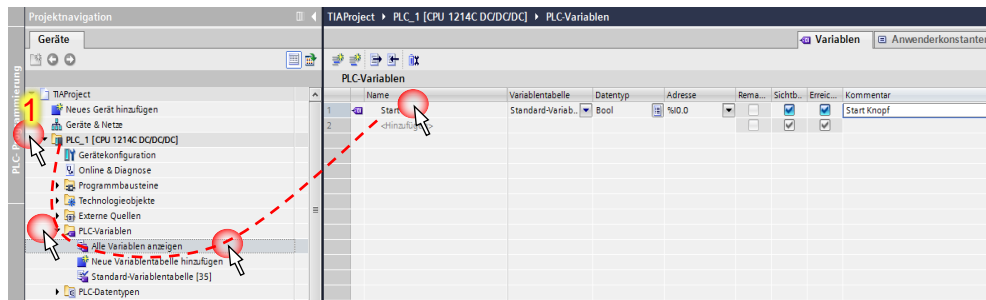 Projektnavigation
TIAProject ▸ PLC_1 [CPU 1214C DC/DC/DC] ▸ PLC-Variablen
Geräte
Variablen
Anwenderkonstanten
PLC-Variablen
Name Variablentabelle Datentyp Adresse Rema... Sichtb.. Erreic... Kommentar
1 Start Standard-Variab.. Bool %I0.0 Start Knopf
2 <Hinzufügen>
TIAProject
1
Neues Gerät hinzufügen
Geräte & Netze
PLC_1 [CPU 1214C DC/DC/DC]
Gerätekonfiguration
Online & Diagnose
Programmbausteine
Technologieobjekte
Externe Quellen
PLC-Variablen
Alle Variablen anzeigen
Neue Variablentabelle hinzufügen
Standard-Variablentabelle [35]
PLC-Datentypen